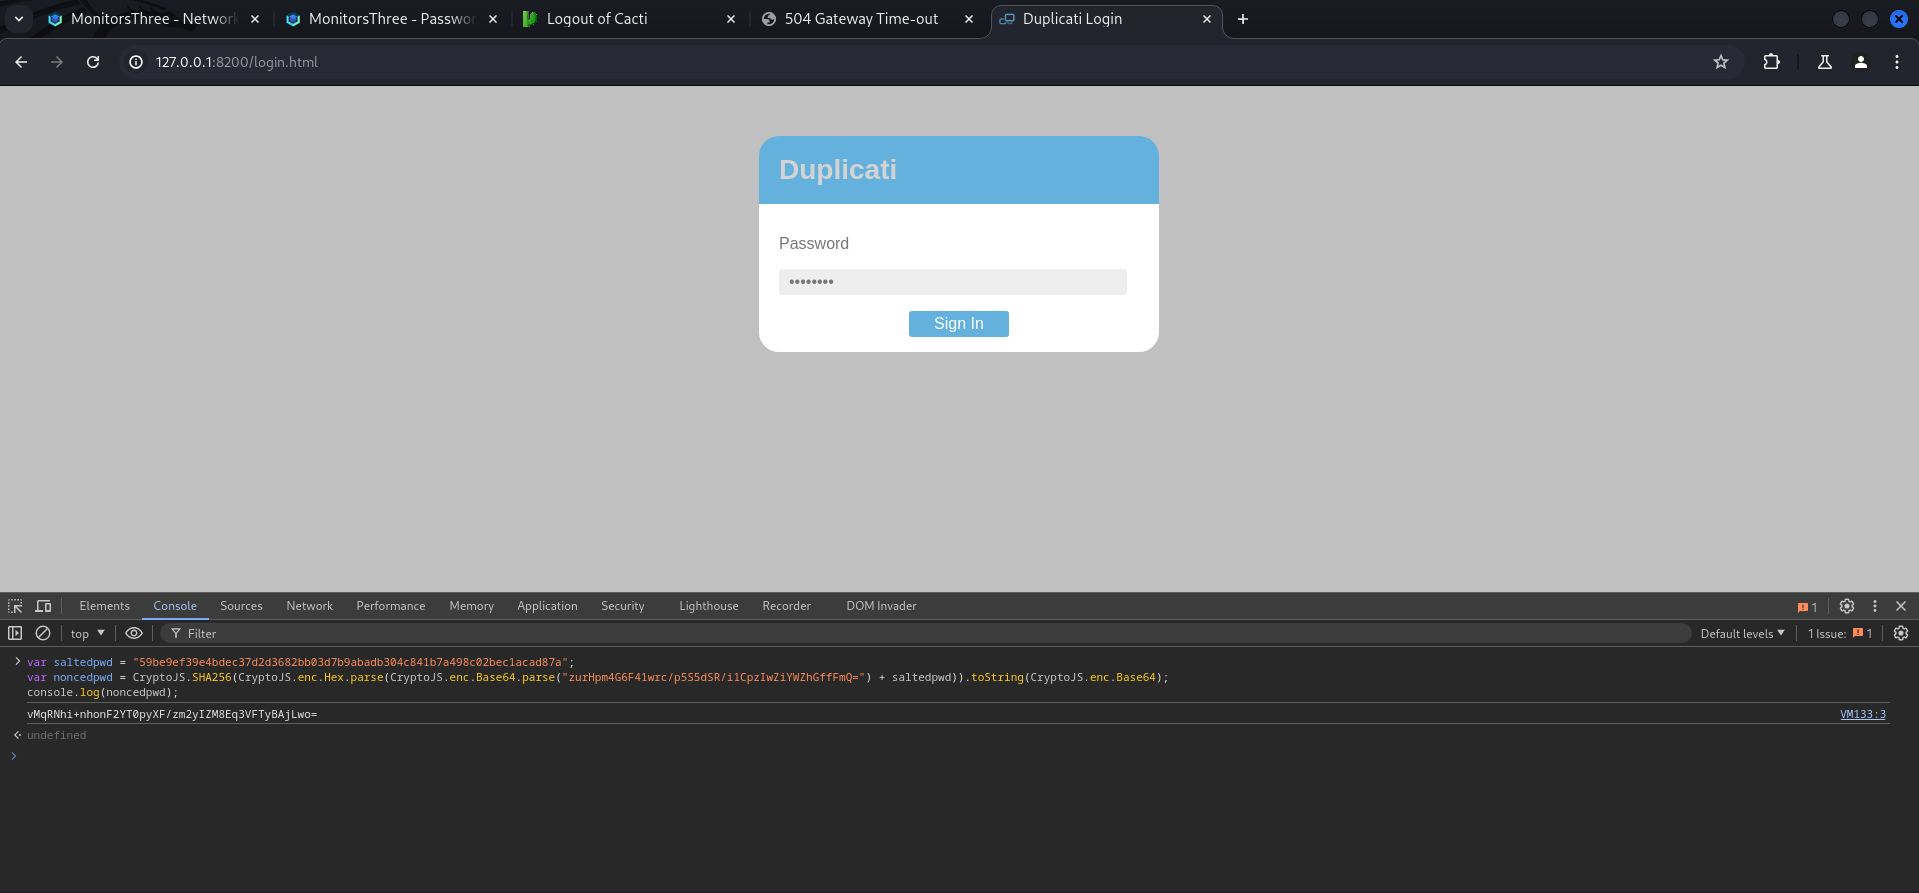 MonitorsThree - Network
MonitorsThree - Passwor
Logout of Cacti
504 Gateway Time-out
Duplicati Login
127.0.0.1:8200/login.html
Duplicati
Password
••••••••
Sign In
Elements Console Sources Network Performance Memory Application Security Lighthouse Recorder DOM Invader 1
top Filter Default levels 1 Issue: 1
var saltedpwd = "59be9ef39e4bdec37d2d3682bb03d7b9abadb304c841b7a498c02bec1acad87a";
var noncedpwd = CryptoJS.SHA256(CryptoJS.enc.Hex.parse(CryptoJS.enc.Base64.parse("zurHpm4G6F41wrc/p5S5dSR/i1CpzIwZiYWZhGffFmQ=") + saltedpwd)).toString(CryptoJS.enc.Base64);
console.log(noncedpwd);
vMqRNhi+nhonF2YT0pyXF/zm2yIZM8Eq3VFTyBAjLwo= VM133:3
undefined